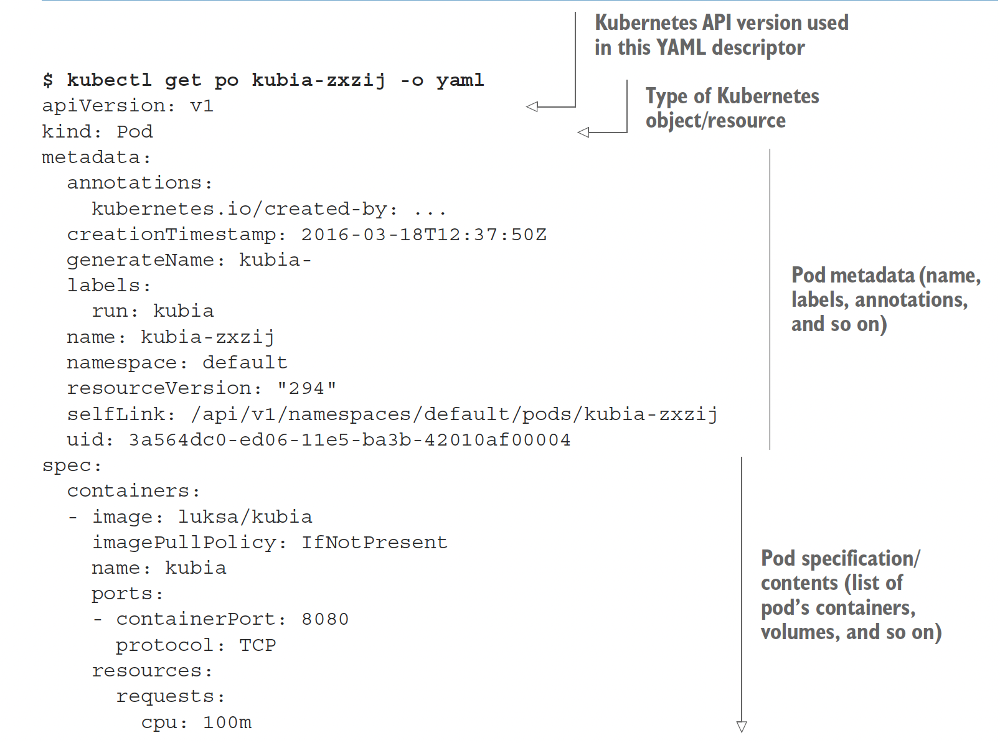 Kubernetes API version used
in this YAML descriptor
$ kubectl get po kubia-zxzij -o yaml
apiVersion: v1
Type of Kubernetes
object/resource
kind: Pod
metadata:
  annotations:
    kubernetes.io/created-by: ...
  creationTimestamp: 2016-03-18T12:37:50Z
  generateName: kubia-
  labels:
    run: kubia
  name: kubia-zxzij
  namespace: default
  resourceVersion: "294"
  selfLink: /api/v1/namespaces/default/pods/kubia-zxzij
  uid: 3a564dc0-ed06-11e5-ba3b-42010af00004
Pod metadata (name,
labels, annotations,
and so on)
spec:
  containers:
  - image: luksa/kubia
    imagePullPolicy: IfNotPresent
    name: kubia
    ports:
    - containerPort: 8080
      protocol: TCP
    resources:
      requests:
        cpu: 100m
Pod specification/
contents (list of
pod’s containers,
volumes, and so on)